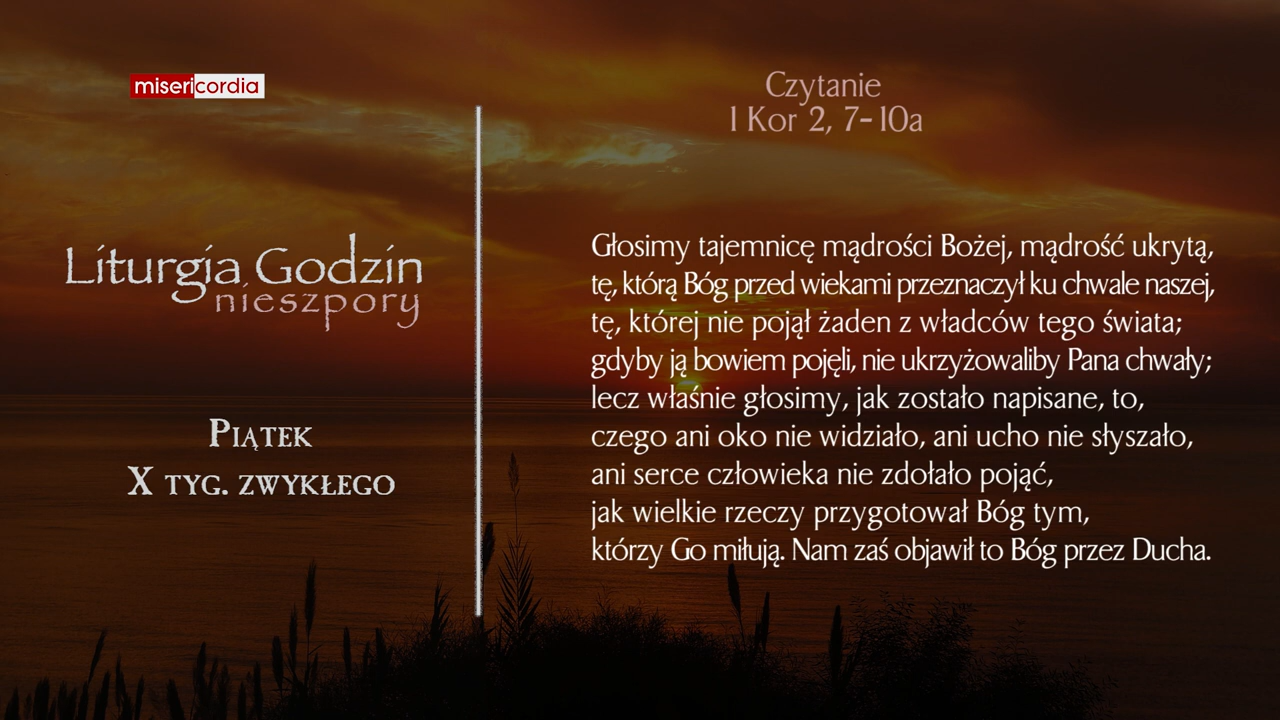 misericordia
Liturgia Godzin
nieszpory
Piątek
X tyg. zwykłego
Czytanie
1 Kor 2, 7-10a
Głosimy tajemnicę mądrości Bożej, mądrość ukrytą,
tę, którą Bóg przed wiekami przeznaczył ku chwale naszej,
tę, której nie pojął żaden z władców tego świata;
gdyby ją bowiem pojęli, nie ukrzyżowaliby Pana chwały;
lecz właśnie głosimy, jak zostało napisane, to,
czego ani oko nie widziało, ani ucho nie słyszało,
ani serce człowieka nie zdołało pojąć,
jak wielkie rzeczy przygotował Bóg tym,
którzy Go miłują. Nam zaś objawił to Bóg przez Ducha.